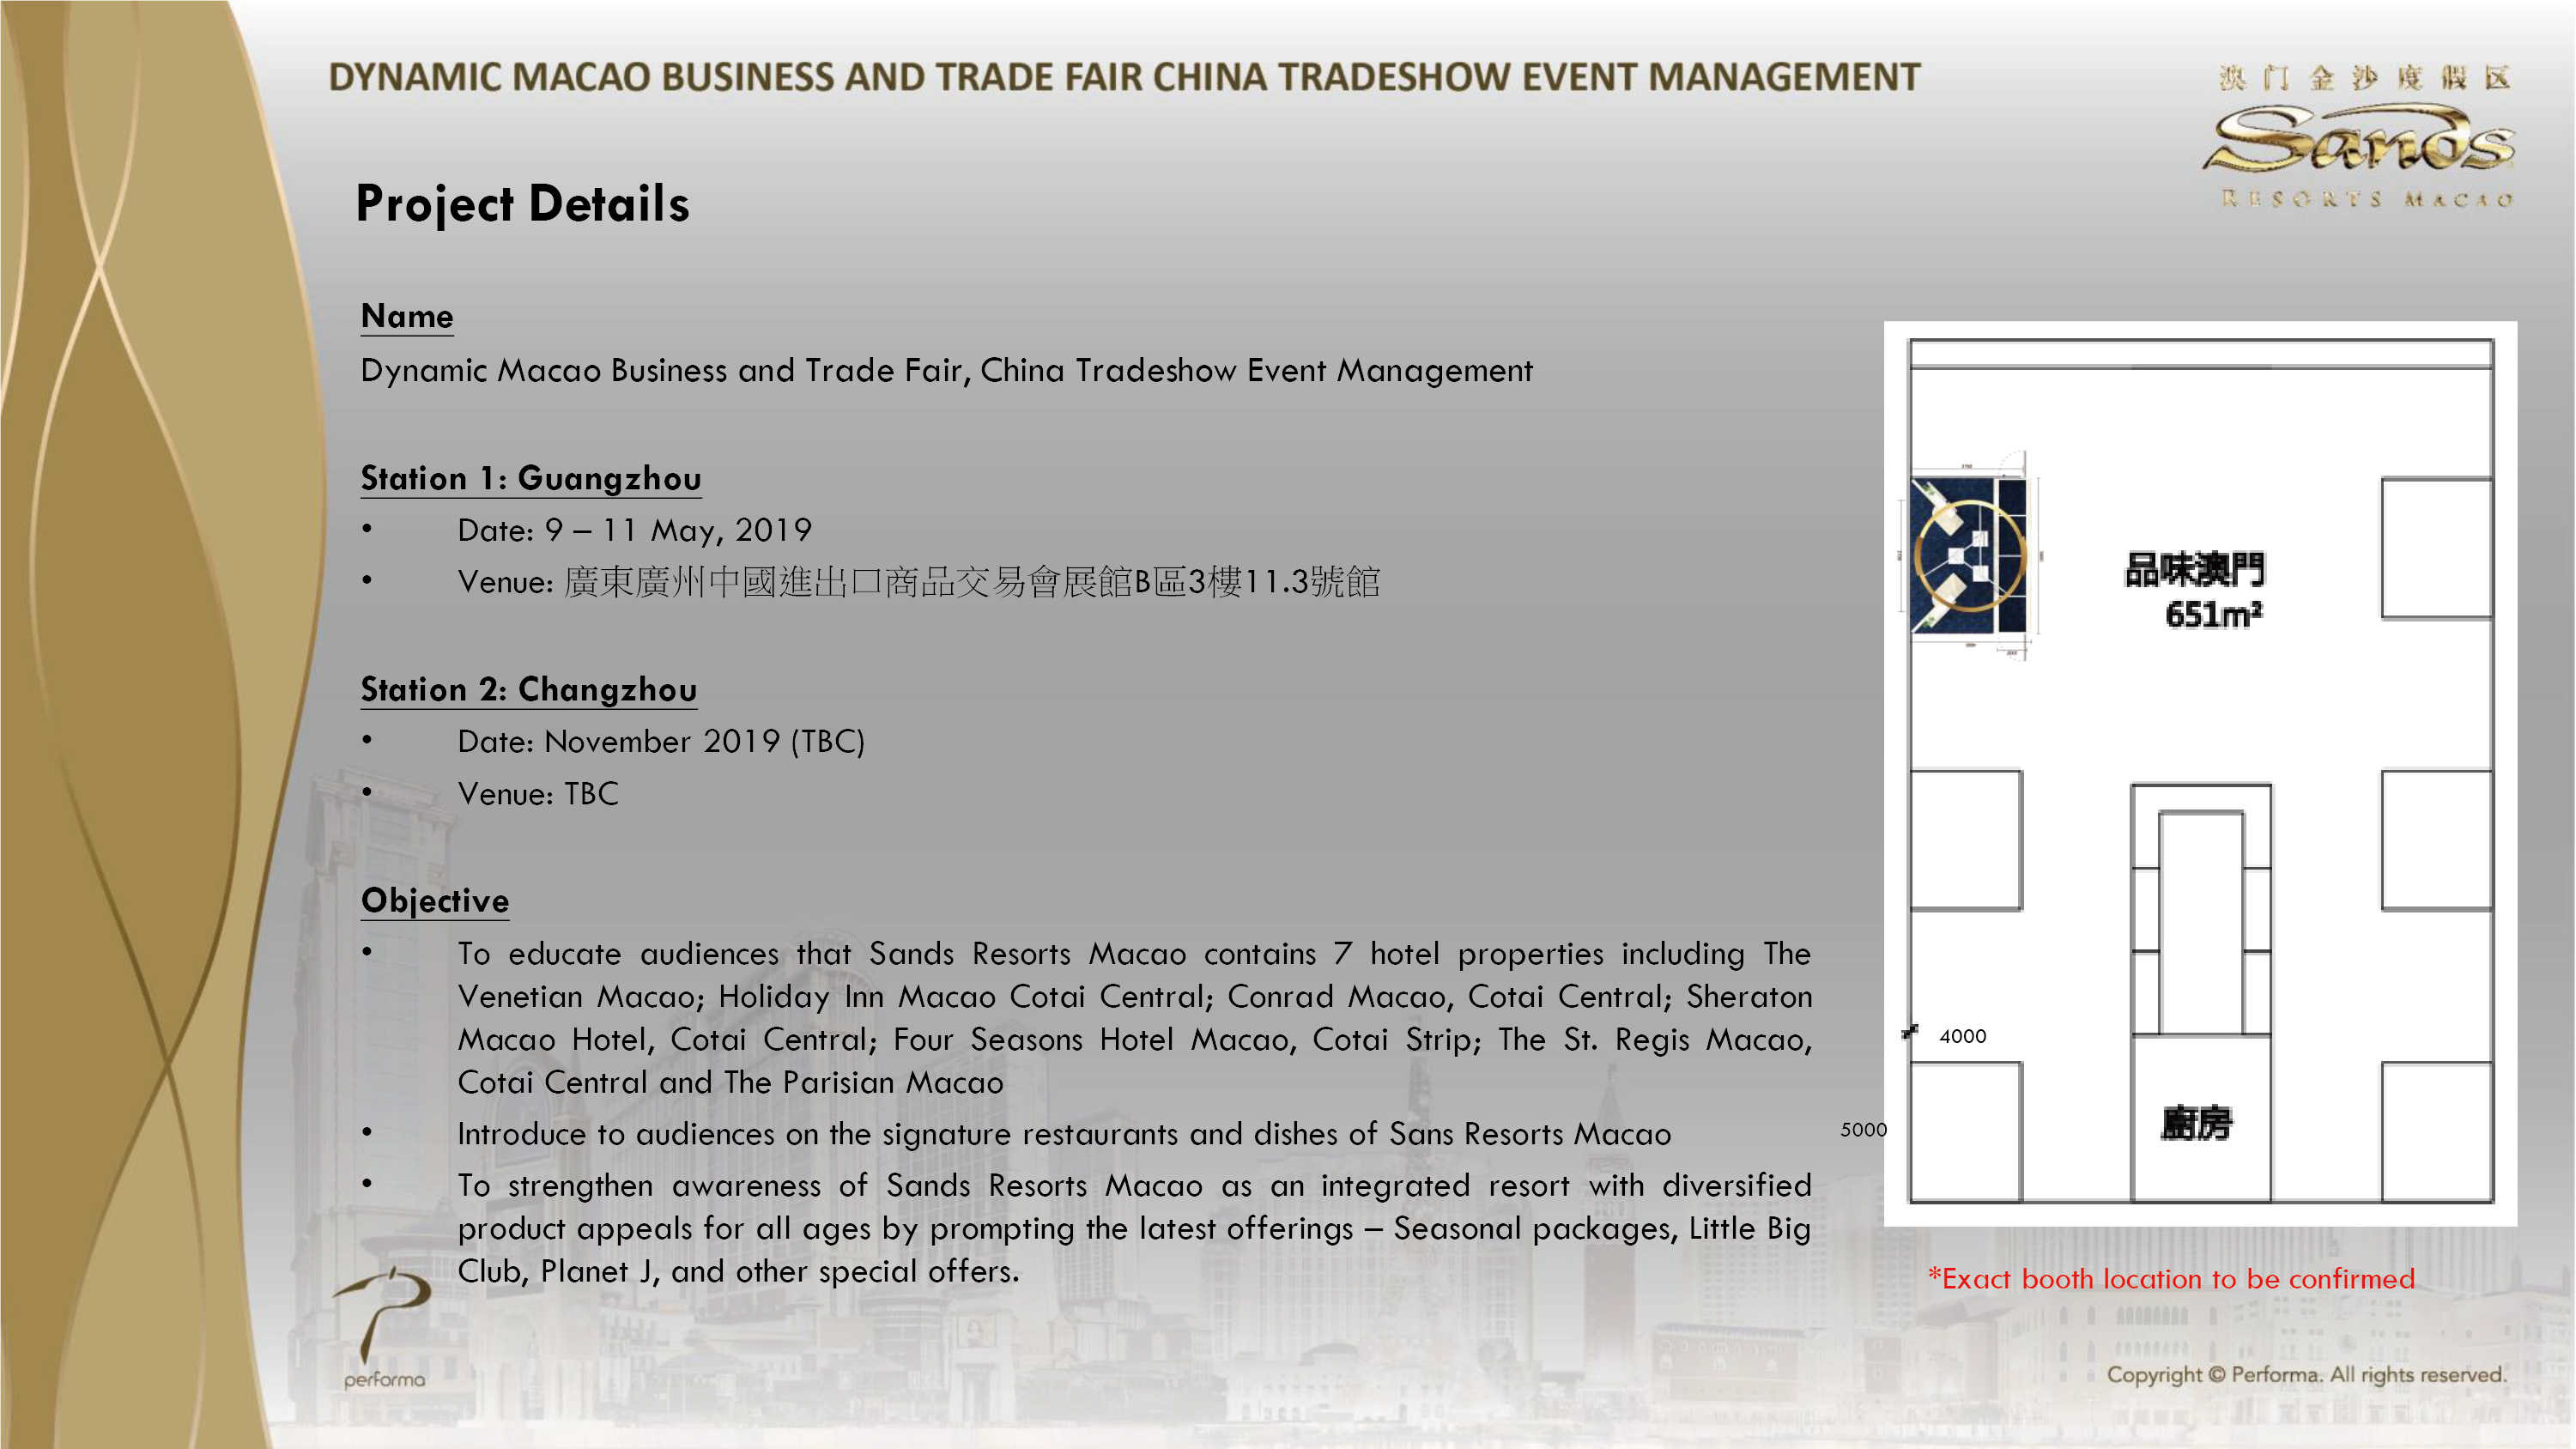 DYNAMIC MACAO BUSINESS AND TRADE FAIR CHINA TRADESHOW EVENT MANAGEMENT
澳门金沙度假区
Sands
RESORTS MACAO
Project Details
Name
Dynamic Macao Business and Trade Fair, China Tradeshow Event Management
Station 1: Guangzhou
• Date: 9 – 11 May, 2019
• Venue: 廣東廣州中國進出口商品交易會展館B區3樓11.3號館
Station 2: Changzhou
• Date: November 2019 (TBC)
• Venue: TBC
Objective
• To educate audiences that Sands Resorts Macao contains 7 hotel properties including The
Venetian Macao; Holiday Inn Macao Cotai Central; Conrad Macao, Cotai Central; Sheraton
Macao Hotel, Cotai Central; Four Seasons Hotel Macao, Cotai Strip; The St. Regis Macao,
Cotai Central and The Parisian Macao
• Introduce to audiences on the signature restaurants and dishes of Sans Resorts Macao
• To strengthen awareness of Sands Resorts Macao as an integrated resort with diversified
product appeals for all ages by prompting the latest offerings – Seasonal packages, Little Big
Club, Planet J, and other special offers.
品味澳門
651m²
4000
5000
廚房
*Exact booth location to be confirmed
performa
Copyright © Performa. All rights reserved.